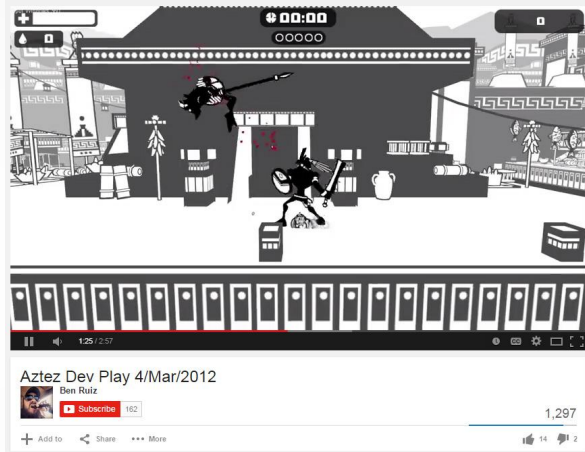 00:00
0
0
1:25 / 2:57
CC
Aztez Dev Play 4/Mar/2012
Ben Ruiz
Subscribe 162
1,297
Add to Share More 14 2